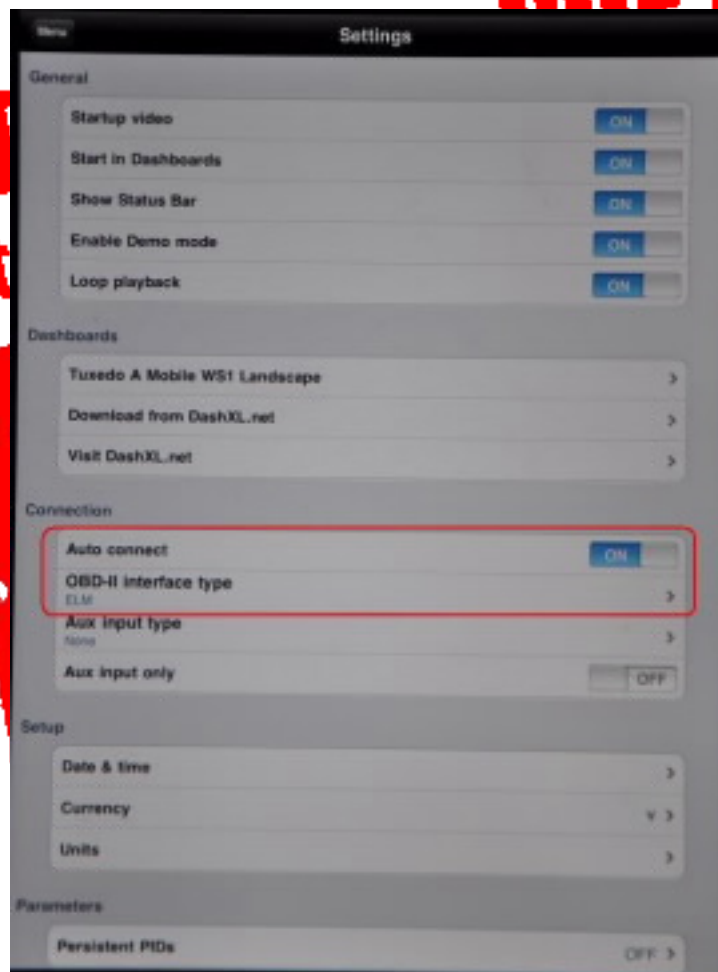 Menu
Settings
General
Startup video ON
Start in Dashboards ON
Show Status Bar ON
Enable Demo mode ON
Loop playback ON
Dashboards
Tuxedo A Mobile WS1 Landscape
Download from DashXL.net
Visit DashXL.net
Connection
Auto connect ON
OBD-II interface type
ELM
Aux input type
None
Aux input only OFF
Setup
Date & time
Currency
Units
Parameters
Persistent PIDs OFF